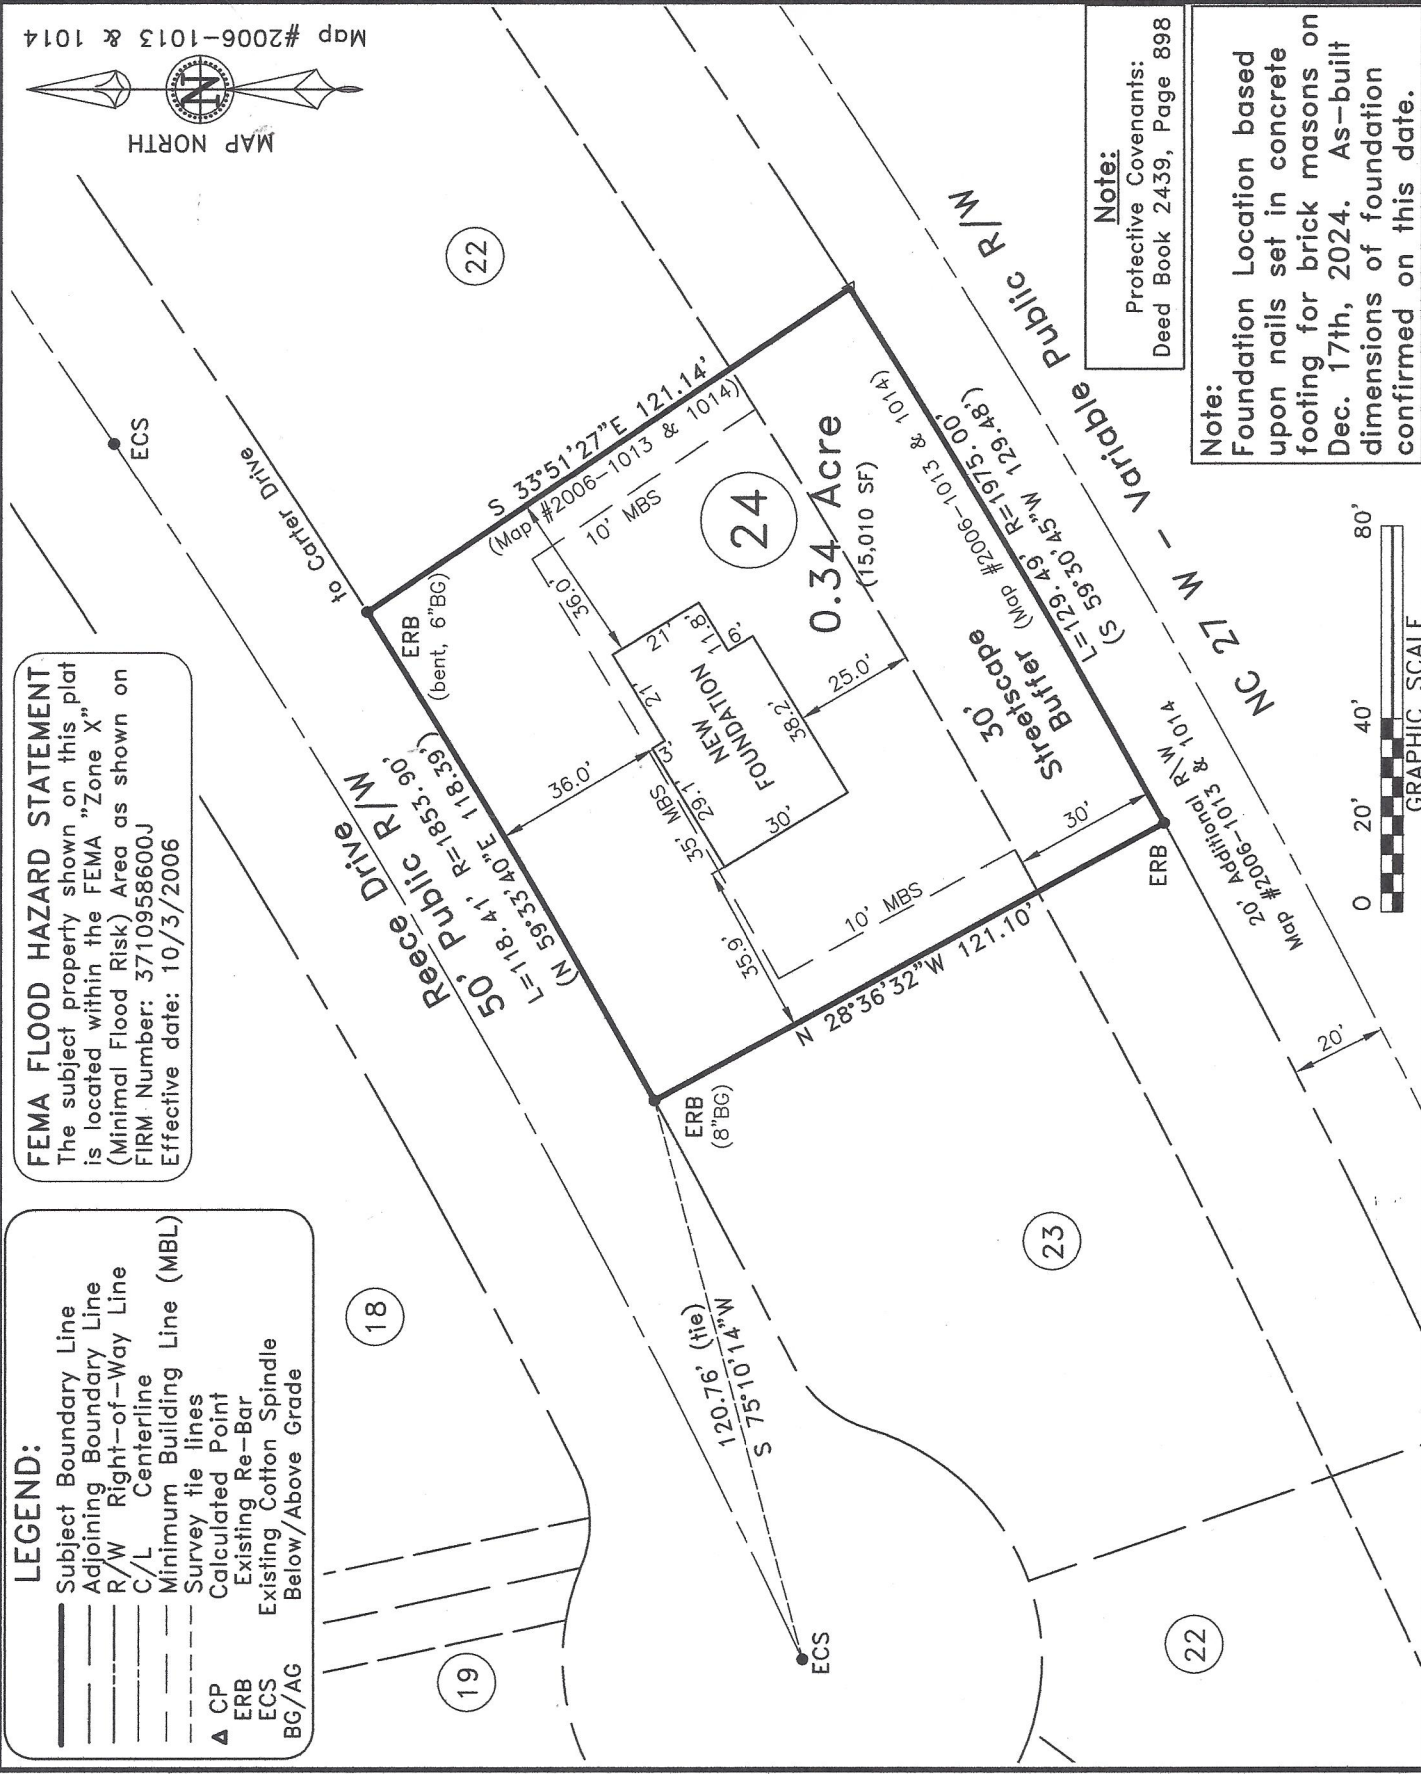 LEGEND:
Subject Boundary Line
Adjoining Boundary Line
R/W Right-of-Way Line
C/L Centerline
Minimum Building Line (MBL)
Survey tie lines
▲ CP Calculated Point
ERB Existing Re-Bar
ECS Existing Cotton Spindle
BG/AG Below/Above Grade
FEMA FLOOD HAZARD STATEMENT
The subject property shown on this plat
is located within the FEMA "Zone X"
(Minimal Flood Risk) Area as shown on
FIRM Number: 3710958600J
Effective date: 10/3/2006
Map #2006-1013 & 1014
N
MAP NORTH
ECS
to Carter Drive
22
18
19
Reece Drive
50' Public R/W
L=118.41' R=1853.90'
(N 59°33'40"E 118.39')
ERB
(bent, 6"BG)
S 33°51'27"E 121.14'
(Map #2006-1013 & 1014)
10' MBS
36.0'
36.0'
35' MBS
21'
21'
3'
29.1'
30'
38.2'
11.8'
6'
NEW
FOUNDATION
24
0.34 Acre
(15,010 SF)
25.0'
35.9'
10' MBS
N 28°36'32"W 121.10'
ERB
(8"BG)
30'
Streetscape
Buffer
30'
(Map #2006-1013 & 1014)
L=129.49' R=1975.00'
(S 59°30'45"W 129.48')
ERB
20' Additional R\W
Map #2006-1013 & 1014
NC 27 W - Variable Public R/W
20'
120.76' (tie)
S 75°10'14"W
ECS
23
22
Note:
Protective Covenants:
Deed Book 2439, Page 898
Note:
Foundation Location based
upon nails set in concrete
footing for brick masons on
Dec. 17th, 2024. As-built
dimensions of foundation
confirmed on this date.
0 20' 40' 80'
GRAPHIC SCALE